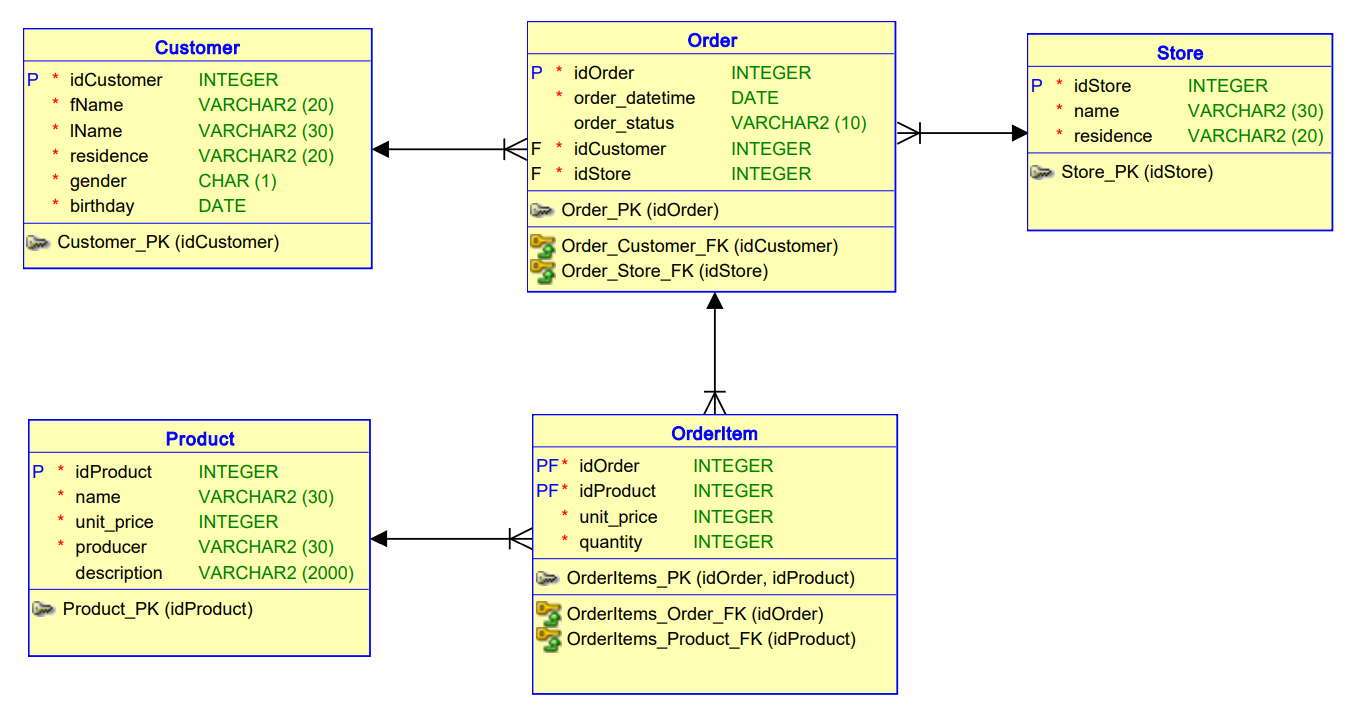 Customer
P * idCustomer INTEGER
* fName VARCHAR2 (20)
* lName VARCHAR2 (30)
* residence VARCHAR2 (20)
* gender CHAR (1)
* birthday DATE
Customer_PK (idCustomer)
Order
P * idOrder INTEGER
* order_datetime DATE
order_status VARCHAR2 (10)
F * idCustomer INTEGER
F * idStore INTEGER
Order_PK (idOrder)
Order_Customer_FK (idCustomer)
Order_Store_FK (idStore)
Store
P * idStore INTEGER
* name VARCHAR2 (30)
* residence VARCHAR2 (20)
Store_PK (idStore)
Product
P * idProduct INTEGER
* name VARCHAR2 (30)
* unit_price INTEGER
* producer VARCHAR2 (30)
description VARCHAR2 (2000)
Product_PK (idProduct)
OrderItem
PF * idOrder INTEGER
PF * idProduct INTEGER
* unit_price INTEGER
* quantity INTEGER
OrderItems_PK (idOrder, idProduct)
OrderItems_Order_FK (idOrder)
OrderItems_Product_FK (idProduct)